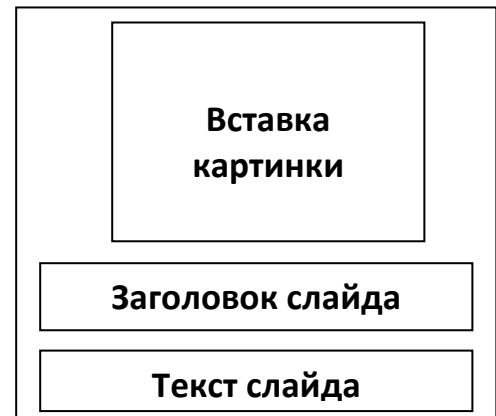 Вставка
картинки
Заголовок слайда
Текст слайда